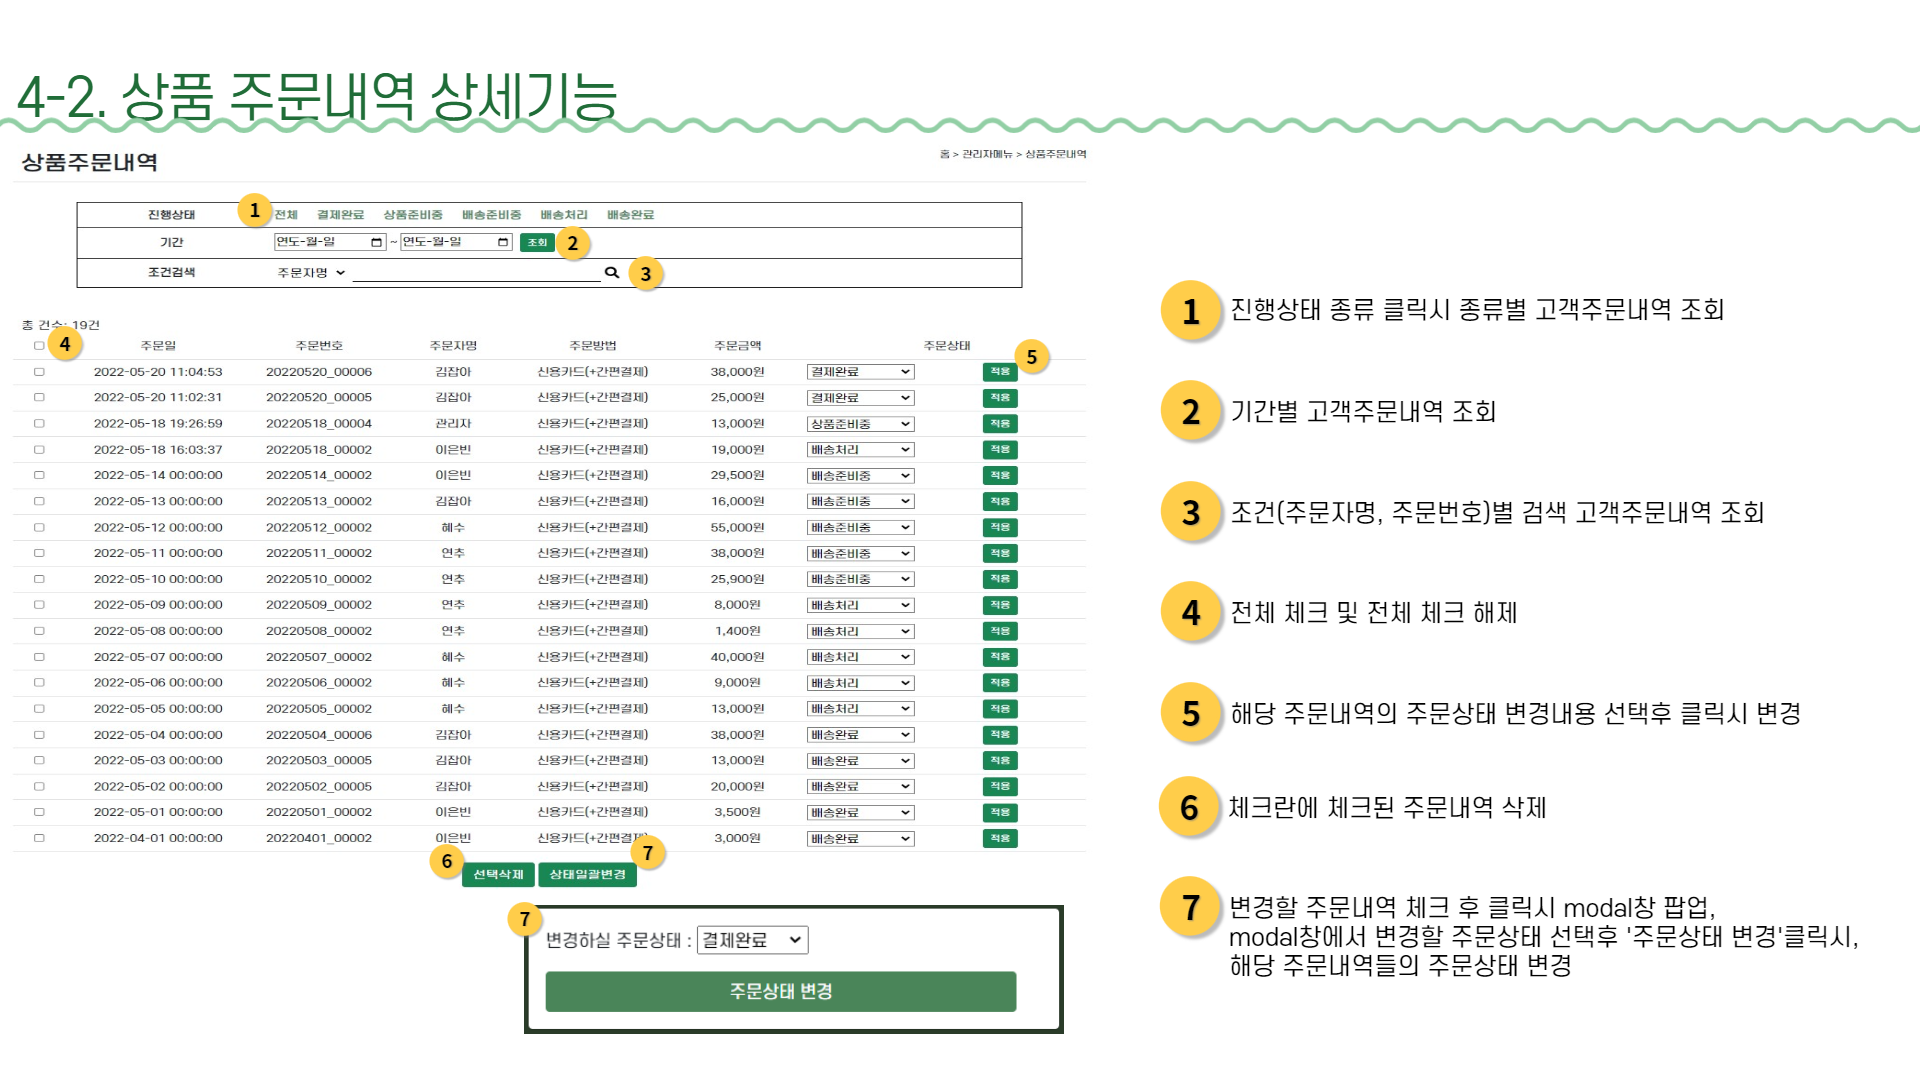 4-2. 상품 주문내역 상세기능
상품주문내역
홈 > 관리자메뉴 > 상품주문내역
진행상태 1 전체 결제완료 상품준비중 배송준비중 배송처리 배송완료
기간 연도-월-일 ~ 연도-월-일 조회 2
조건검색 주문자명 3
총 건수: 19건
4 주문일 주문번호 주문자명 주문방법 주문금액 주문상태 5
2022-05-20 11:04:53 20220520_00006 김잡아 신용카드(+간편결제) 38,000원 결제완료 적용
2022-05-20 11:02:31 20220520_00005 김잡아 신용카드(+간편결제) 25,000원 결제완료 적용
2022-05-18 19:26:59 20220518_00004 관리자 신용카드(+간편결제) 13,000원 상품준비중 적용
2022-05-18 16:03:37 20220518_00002 이은빈 신용카드(+간편결제) 19,000원 배송처리 적용
2022-05-14 00:00:00 20220514_00002 이은빈 신용카드(+간편결제) 29,500원 배송준비중 적용
2022-05-13 00:00:00 20220513_00002 김잡아 신용카드(+간편결제) 16,000원 배송준비중 적용
2022-05-12 00:00:00 20220512_00002 혜수 신용카드(+간편결제) 55,000원 배송준비중 적용
2022-05-11 00:00:00 20220511_00002 연추 신용카드(+간편결제) 38,000원 배송준비중 적용
2022-05-10 00:00:00 20220510_00002 연추 신용카드(+간편결제) 25,900원 배송준비중 적용
2022-05-09 00:00:00 20220509_00002 연추 신용카드(+간편결제) 8,000원 배송처리 적용
2022-05-08 00:00:00 20220508_00002 연추 신용카드(+간편결제) 1,400원 배송처리 적용
2022-05-07 00:00:00 20220507_00002 혜수 신용카드(+간편결제) 40,000원 배송처리 적용
2022-05-06 00:00:00 20220506_00002 혜수 신용카드(+간편결제) 9,000원 배송처리 적용
2022-05-05 00:00:00 20220505_00002 혜수 신용카드(+간편결제) 13,000원 배송처리 적용
2022-05-04 00:00:00 20220504_00006 김잡아 신용카드(+간편결제) 38,000원 배송완료 적용
2022-05-03 00:00:00 20220503_00005 김잡아 신용카드(+간편결제) 13,000원 배송완료 적용
2022-05-02 00:00:00 20220502_00005 김잡아 신용카드(+간편결제) 20,000원 배송완료 적용
2022-05-01 00:00:00 20220501_00002 이은빈 신용카드(+간편결제) 3,500원 배송완료 적용
2022-04-01 00:00:00 20220401_00002 이은빈 신용카드(+간편결제) 3,000원 배송완료 적용
6 선택삭제 상태일괄변경 7
7
변경하실 주문상태 : 결제완료
주문상태 변경
1 진행상태 종류 클릭시 종류별 고객주문내역 조회
2 기간별 고객주문내역 조회
3 조건(주문자명, 주문번호)별 검색 고객주문내역 조회
4 전체 체크 및 전체 체크 해제
5 해당 주문내역의 주문상태 변경내용 선택후 클릭시 변경
6 체크란에 체크된 주문내역 삭제
7 변경할 주문내역 체크 후 클릭시 modal창 팝업,
modal창에서 변경할 주문상태 선택후 '주문상태 변경'클릭시,
해당 주문내역들의 주문상태 변경